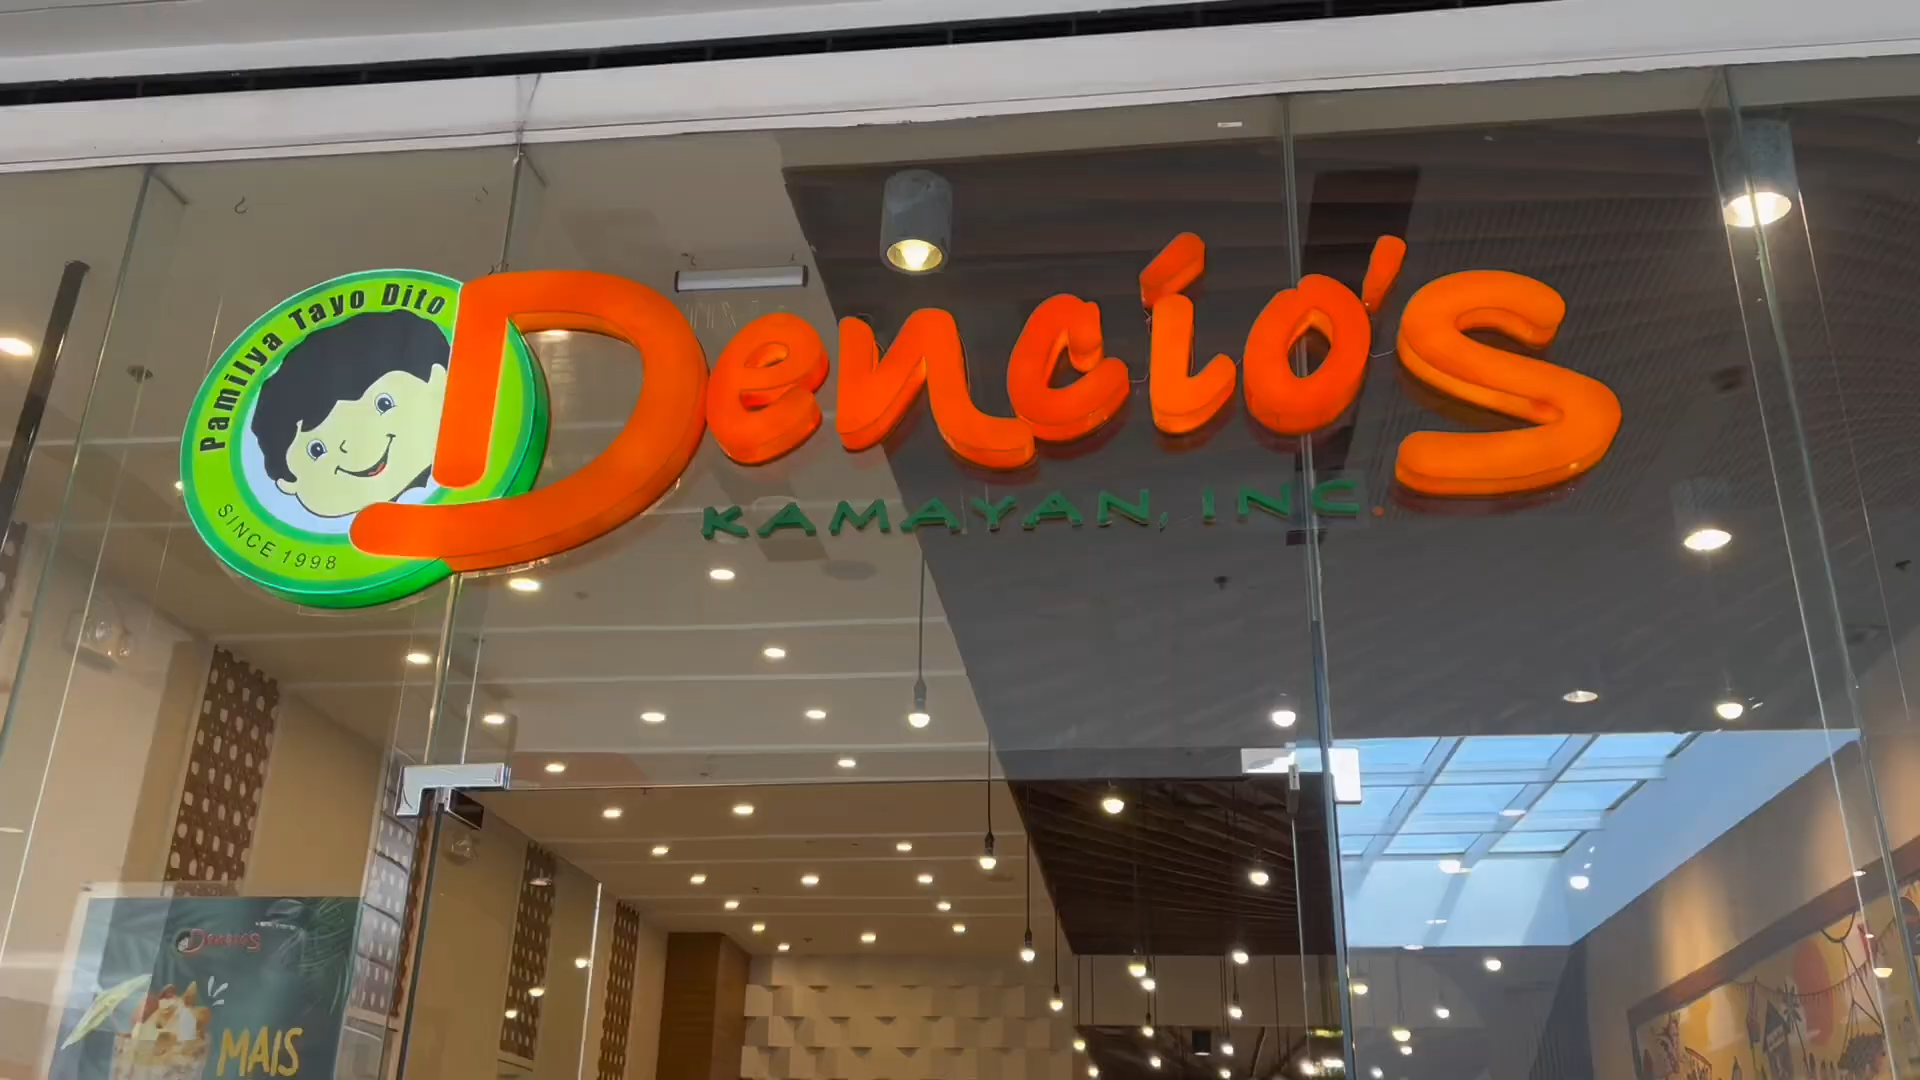 Pamilya Tayo Dito
SINCE 1998
Dencio's
KAMAYAN, INC.
Dencio's
MAIS